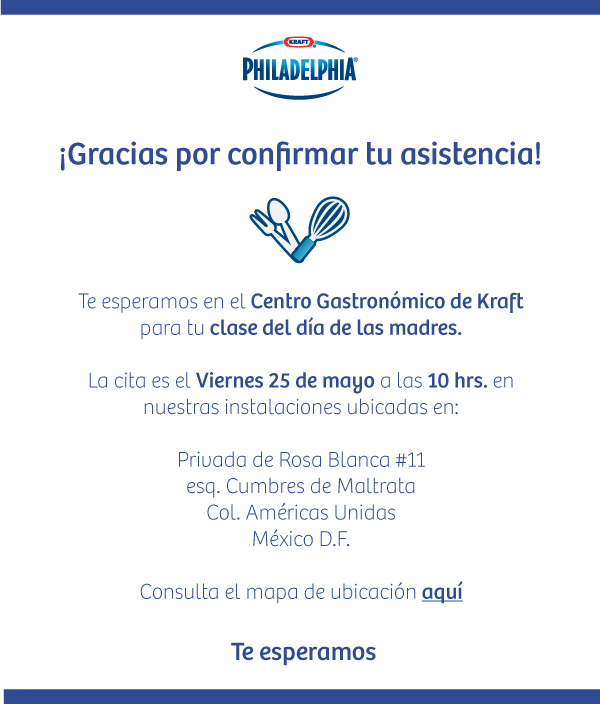 KRAFT
PHILADELPHIA®
¡Gracias por confirmar tu asistencia!
Te esperamos en el Centro Gastronómico de Kraft
para tu clase del día de las madres.
La cita es el Viernes 25 de mayo a las 10 hrs. en
nuestras instalaciones ubicadas en:
Privada de Rosa Blanca #11
esq. Cumbres de Maltrata
Col. Américas Unidas
México D.F.
Consulta el mapa de ubicación aquí
Te esperamos